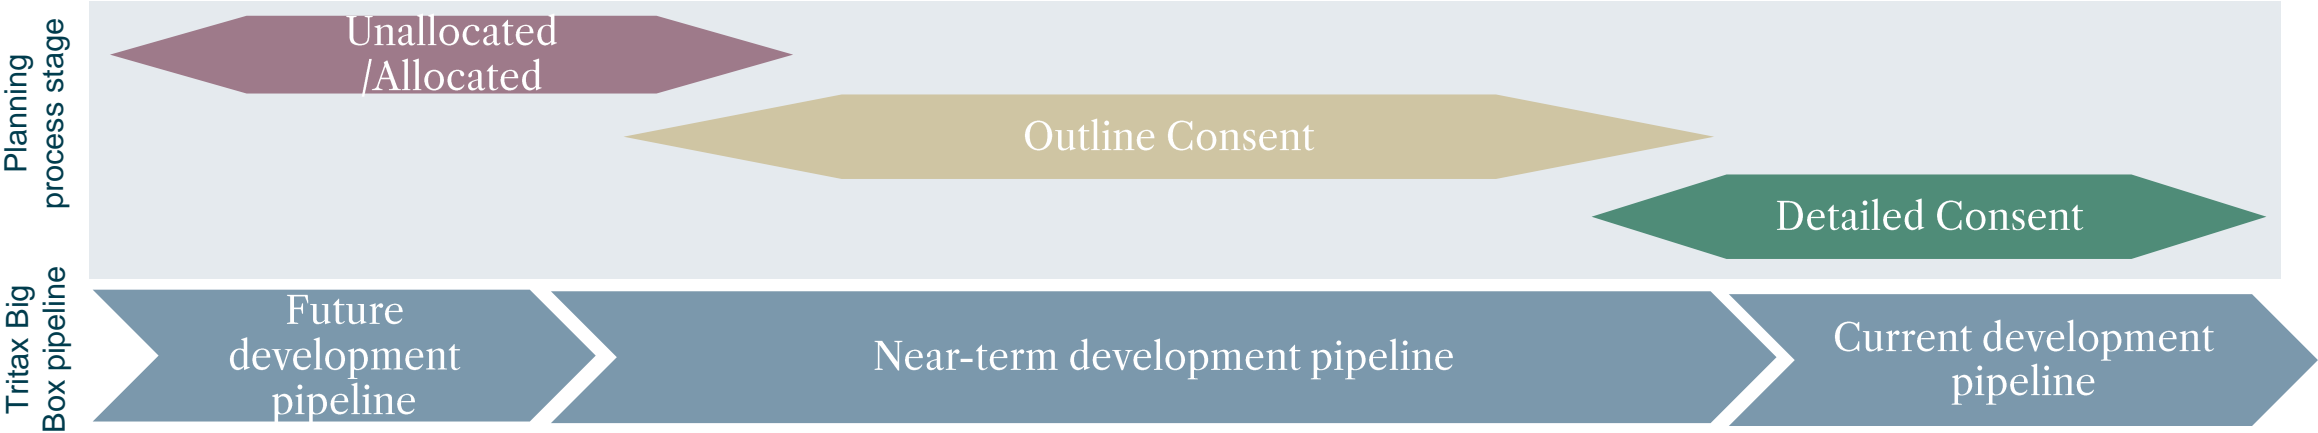 Planning
process stage
Unallocated
/Allocated
Outline Consent
Detailed Consent
Tritax Big
Box pipeline
Future
development
pipeline
Near-term development pipeline
Current development
pipeline